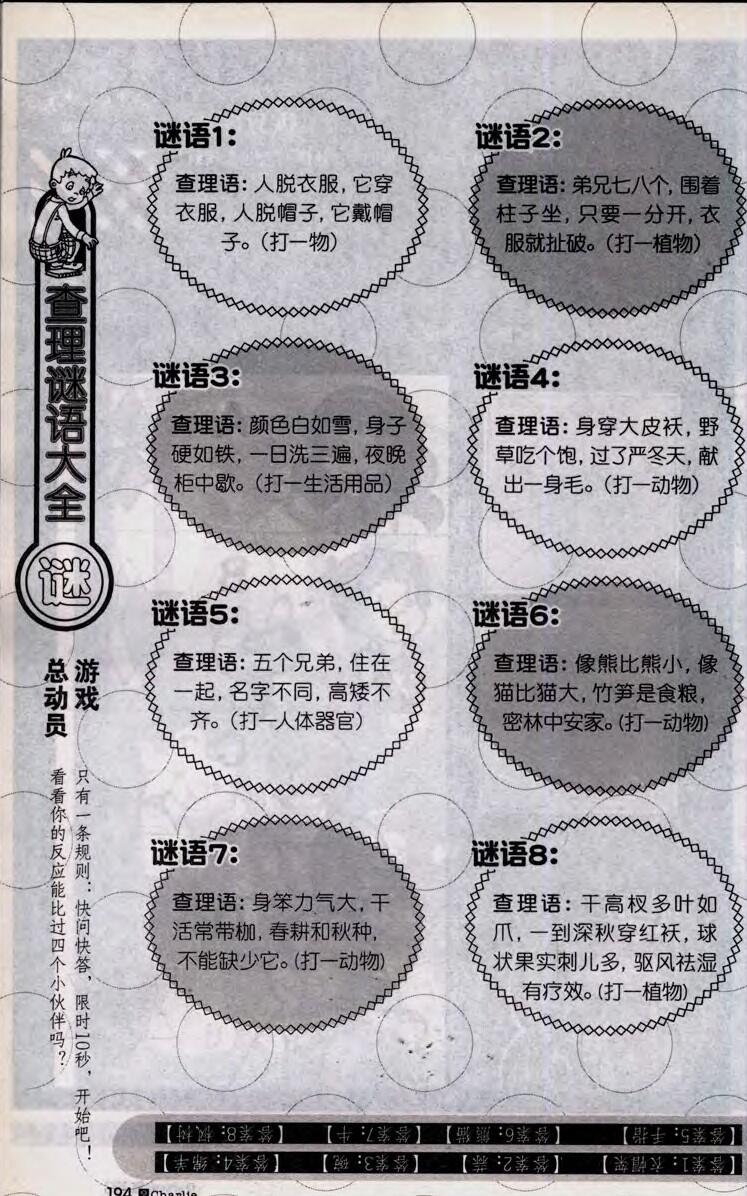 查理谜语大全
谜
游戏
总动员
只有一条规则：快问快答，限时10秒，开始吧！
看看你的反应能比过四个小伙伴吗？
谜语1：
查理语：人脱衣服，它穿
衣服，人脱帽子，它戴帽
子。（打一物）
谜语2：
查理语：弟兄七八个，围着
柱子坐，只要一分开，衣
服就扯破。（打一植物）
谜语3：
查理语：颜色白如雪，身子
硬如铁，一日洗三遍，夜晚
柜中歇。（打一生活用品）
谜语4：
查理语：身穿大皮袄，野
草吃个饱，过了严冬天，献
出一身毛。（打一动物）
谜语5：
查理语：五个兄弟，住在
一起，名字不同，高矮不
齐。（打一人体器官）
谜语6：
查理语：像熊比熊小，像
猫比猫大，竹笋是食粮，
密林中安家。（打一动物）
谜语7：
查理语：身笨力气大，干
活常带枷，春耕和秋种，
不能缺少它。（打一动物）
谜语8：
查理语：干高杈多叶如
爪，一到深秋穿红袄，球
状果实刺儿多，驱风祛湿
有疗效。（打一植物）
【答案1：衣帽架】 【答案2：蒜】 【答案3：碗】 【答案4：绵羊】
【答案5：手指】 【答案6：熊猫】 【答案7：牛】 【答案8：枫树】
194 Charlie